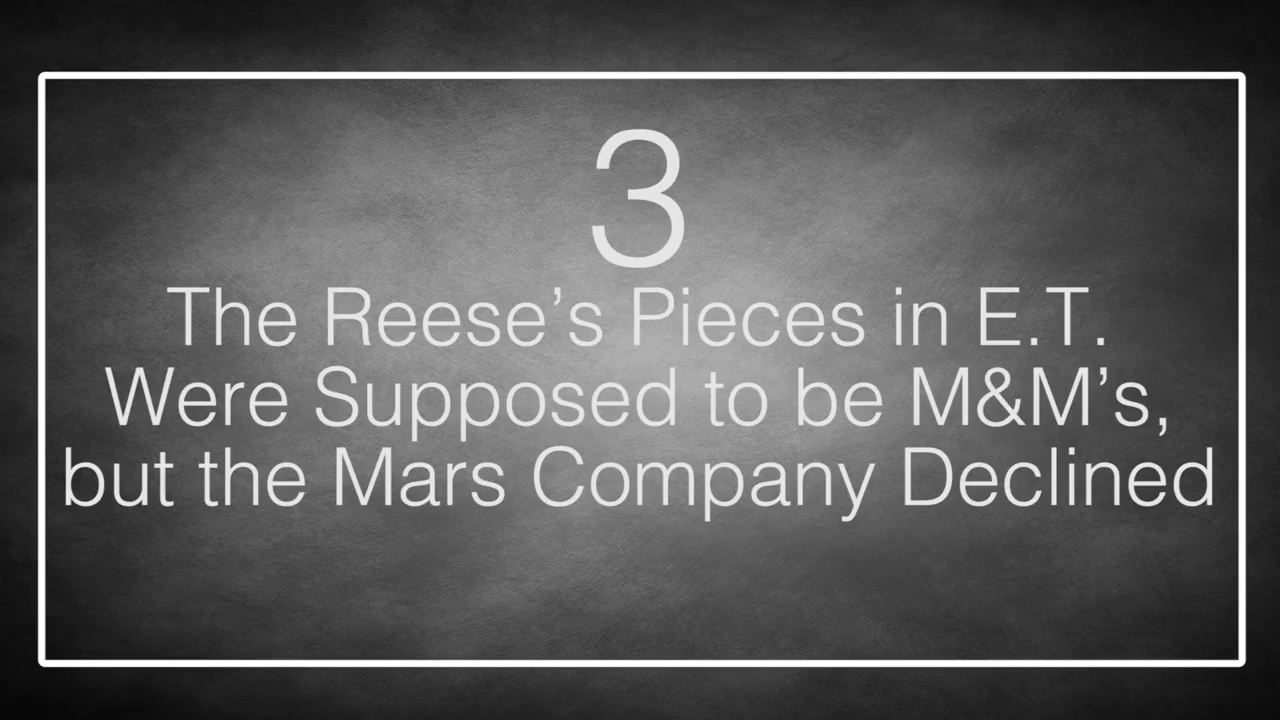 3
The Reese’s Pieces in E.T.
Were Supposed to be M&M’s,
but the Mars Company Declined